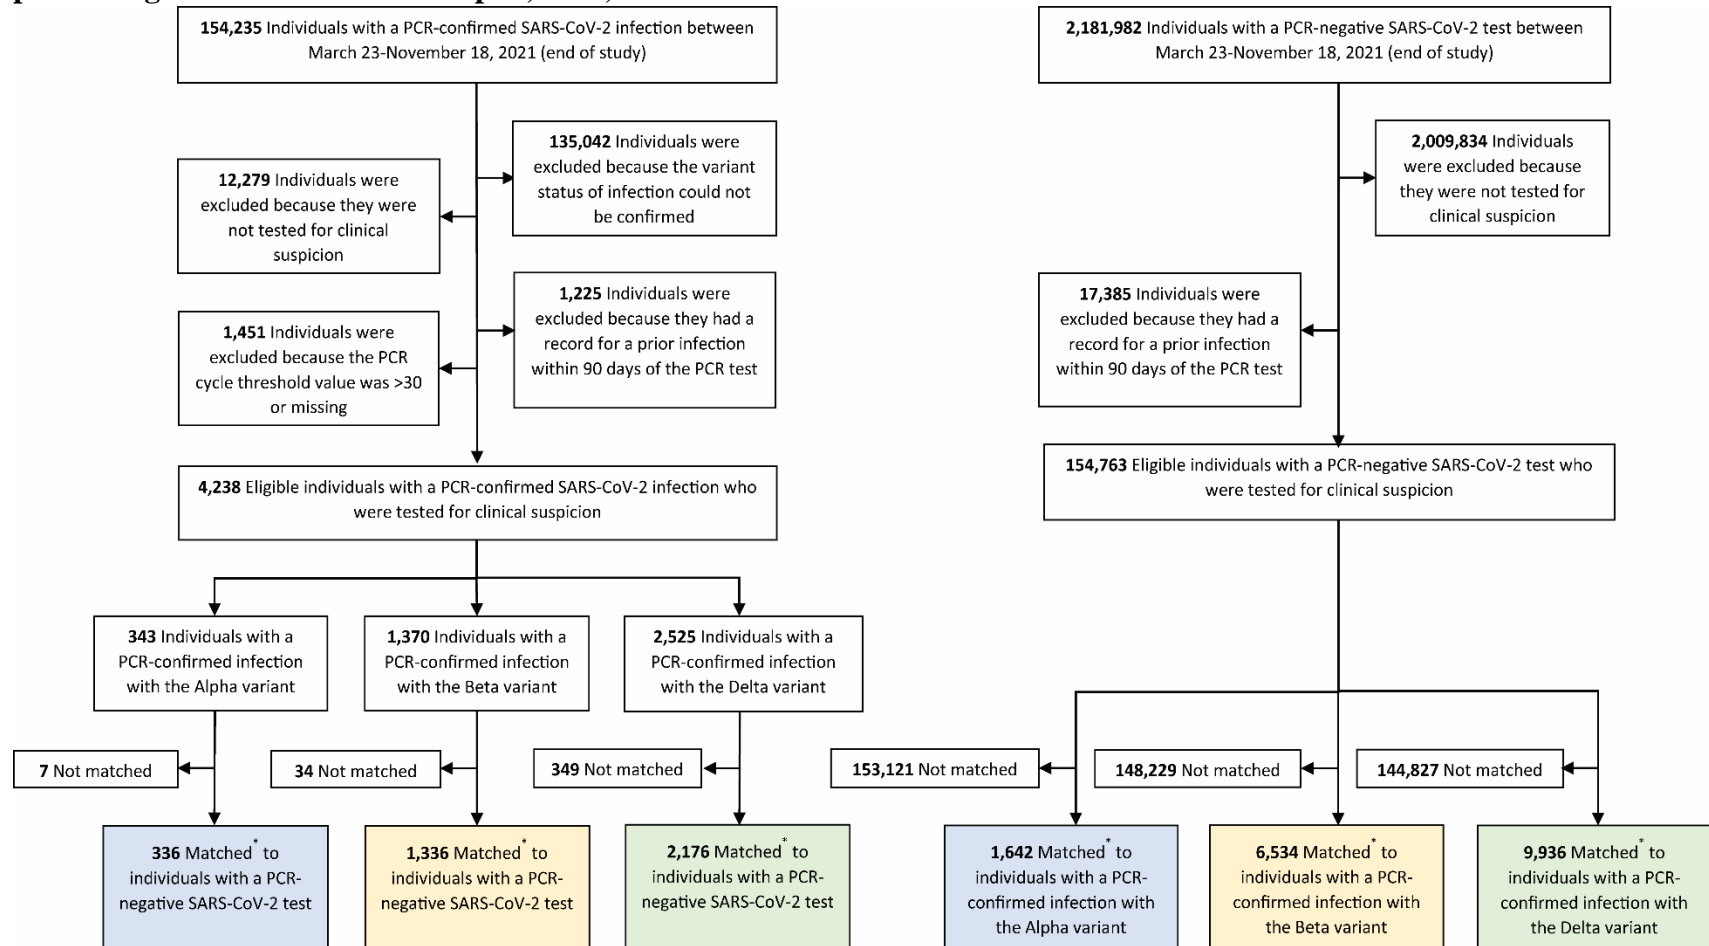 154,235 Individuals with a PCR-confirmed SARS-CoV-2 infection between
March 23-November 18, 2021 (end of study)
135,042 Individuals were
excluded because the variant
status of infection could not
be confirmed
12,279 Individuals were
excluded because they were
not tested for clinical
suspicion
1,225 Individuals were
excluded because they had a
record for a prior infection
within 90 days of the PCR test
1,451 Individuals were
excluded because the PCR
cycle threshold value was >30
or missing
4,238 Eligible individuals with a PCR-confirmed SARS-CoV-2 infection who
were tested for clinical suspicion
343 Individuals with a
PCR-confirmed infection
with the Alpha variant
1,370 Individuals with a
PCR-confirmed infection
with the Beta variant
2,525 Individuals with a
PCR-confirmed infection
with the Delta variant
7 Not matched
34 Not matched
349 Not matched
336 Matched* to
individuals with a PCR-
negative SARS-CoV-2 test
1,336 Matched* to
individuals with a PCR-
negative SARS-CoV-2 test
2,176 Matched* to
individuals with a PCR-
negative SARS-CoV-2 test
2,181,982 Individuals with a PCR-negative SARS-CoV-2 test between
March 23-November 18, 2021 (end of study)
2,009,834 Individuals
were excluded because
they were not tested for
clinical suspicion
17,385 Individuals were
excluded because they had a
record for a prior infection
within 90 days of the PCR test
154,763 Eligible individuals with a PCR-negative SARS-CoV-2 test who
were tested for clinical suspicion
153,121 Not matched
148,229 Not matched
144,827 Not matched
1,642 Matched* to
individuals with a PCR-
confirmed infection with
the Alpha variant
6,534 Matched* to
individuals with a PCR-
confirmed infection with
the Beta variant
9,936 Matched* to
individuals with a PCR-
confirmed infection with
the Delta variant